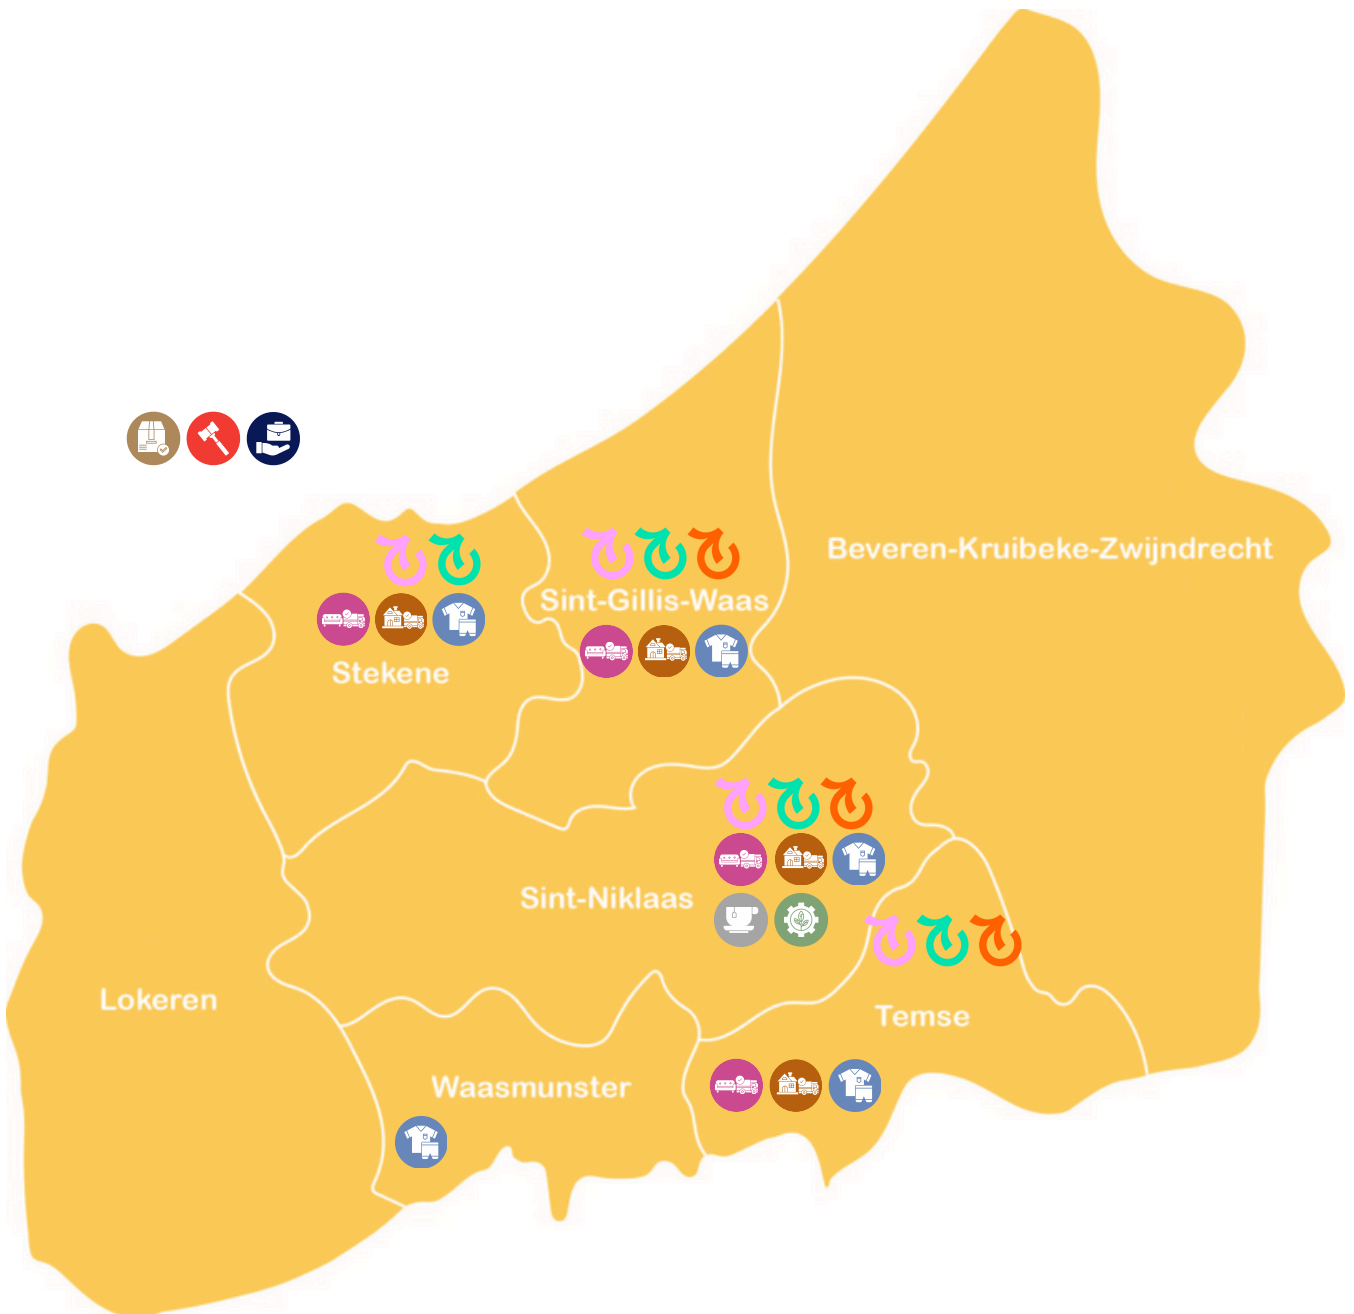 Beveren-Kruibeke-Zwijndrecht
Sint-Gillis-Waas
Stekene
Sint-Niklaas
Lokeren
Temse
Waasmunster